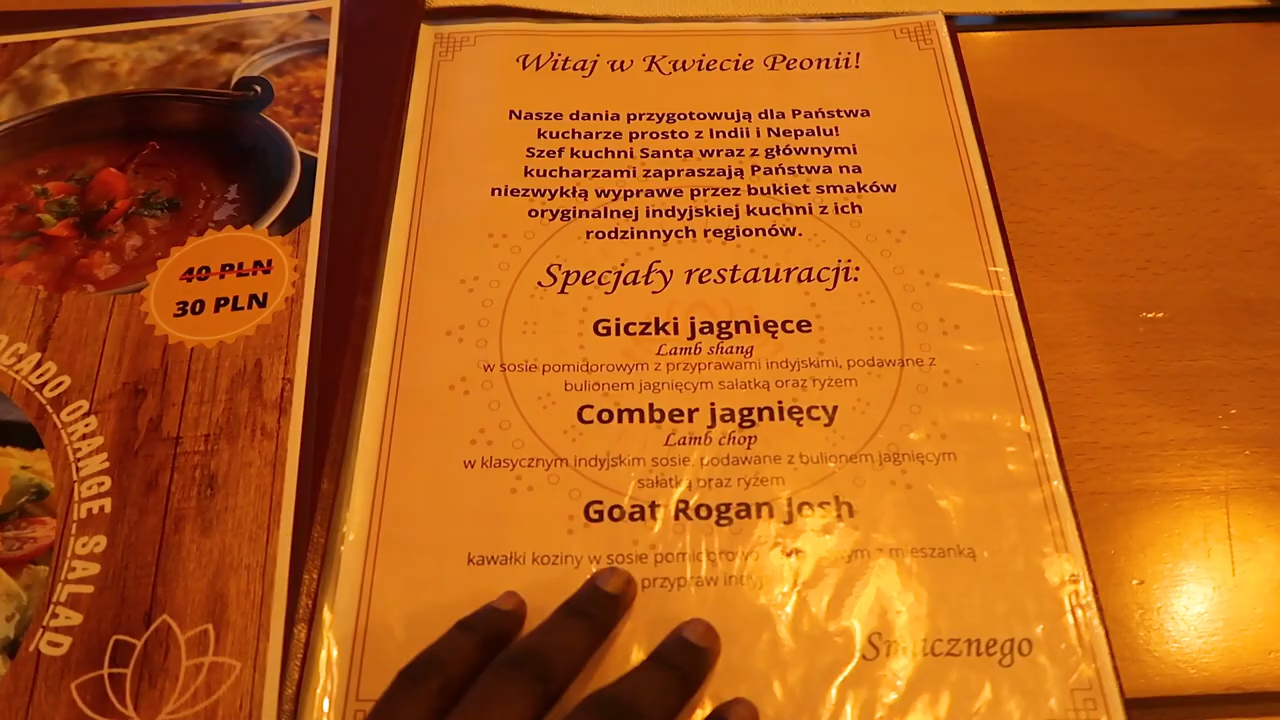 40 PLN
30 PLN
OCADO ORANGE SALAD
Witaj w Kwiecie Peonii!
Nasze dania przygotowują dla Państwa
kucharze prosto z Indii i Nepalu!
Szef kuchni Santa wraz z głównymi
kucharzami zapraszają Państwa na
niezwykłą wyprawe przez bukiet smaków
oryginalnej indyjskiej kuchni z ich
rodzinnych regionów.
Specjały restauracji:
Giczki jagnięce
Lamb shang
w sosie pomidorowym z przyprawami indyjskimi, podawane z
bulionem jagnięcym sałatką oraz ryżem
Comber jagnięcy
Lamb chop
w klasycznym indyjskim sosie, podawane z bulionem jagnięcym
sałatką oraz ryżem
Goat Rogan Josh
kawałki koziny w sosie z mieszanką
przypraw
Smacznego